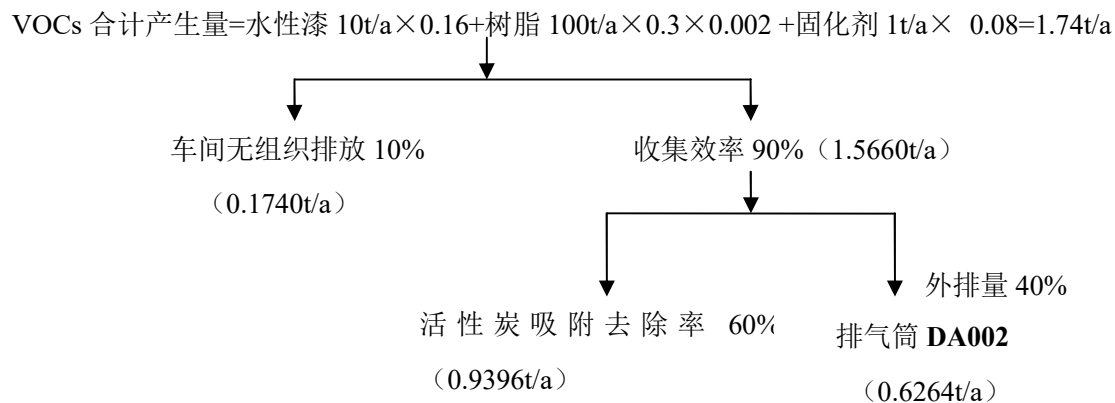 VOCs 合计产生量=水性漆 10t/a×0.16+树脂 100t/a×0.3×0.002 +固化剂 1t/a× 0.08=1.74t/a
车间无组织排放 10%
（0.1740t/a）
收集效率 90%（1.5660t/a）
活性炭吸附去除率 60%
（0.9396t/a）
外排量 40%
排气筒 DA002
（0.6264t/a）